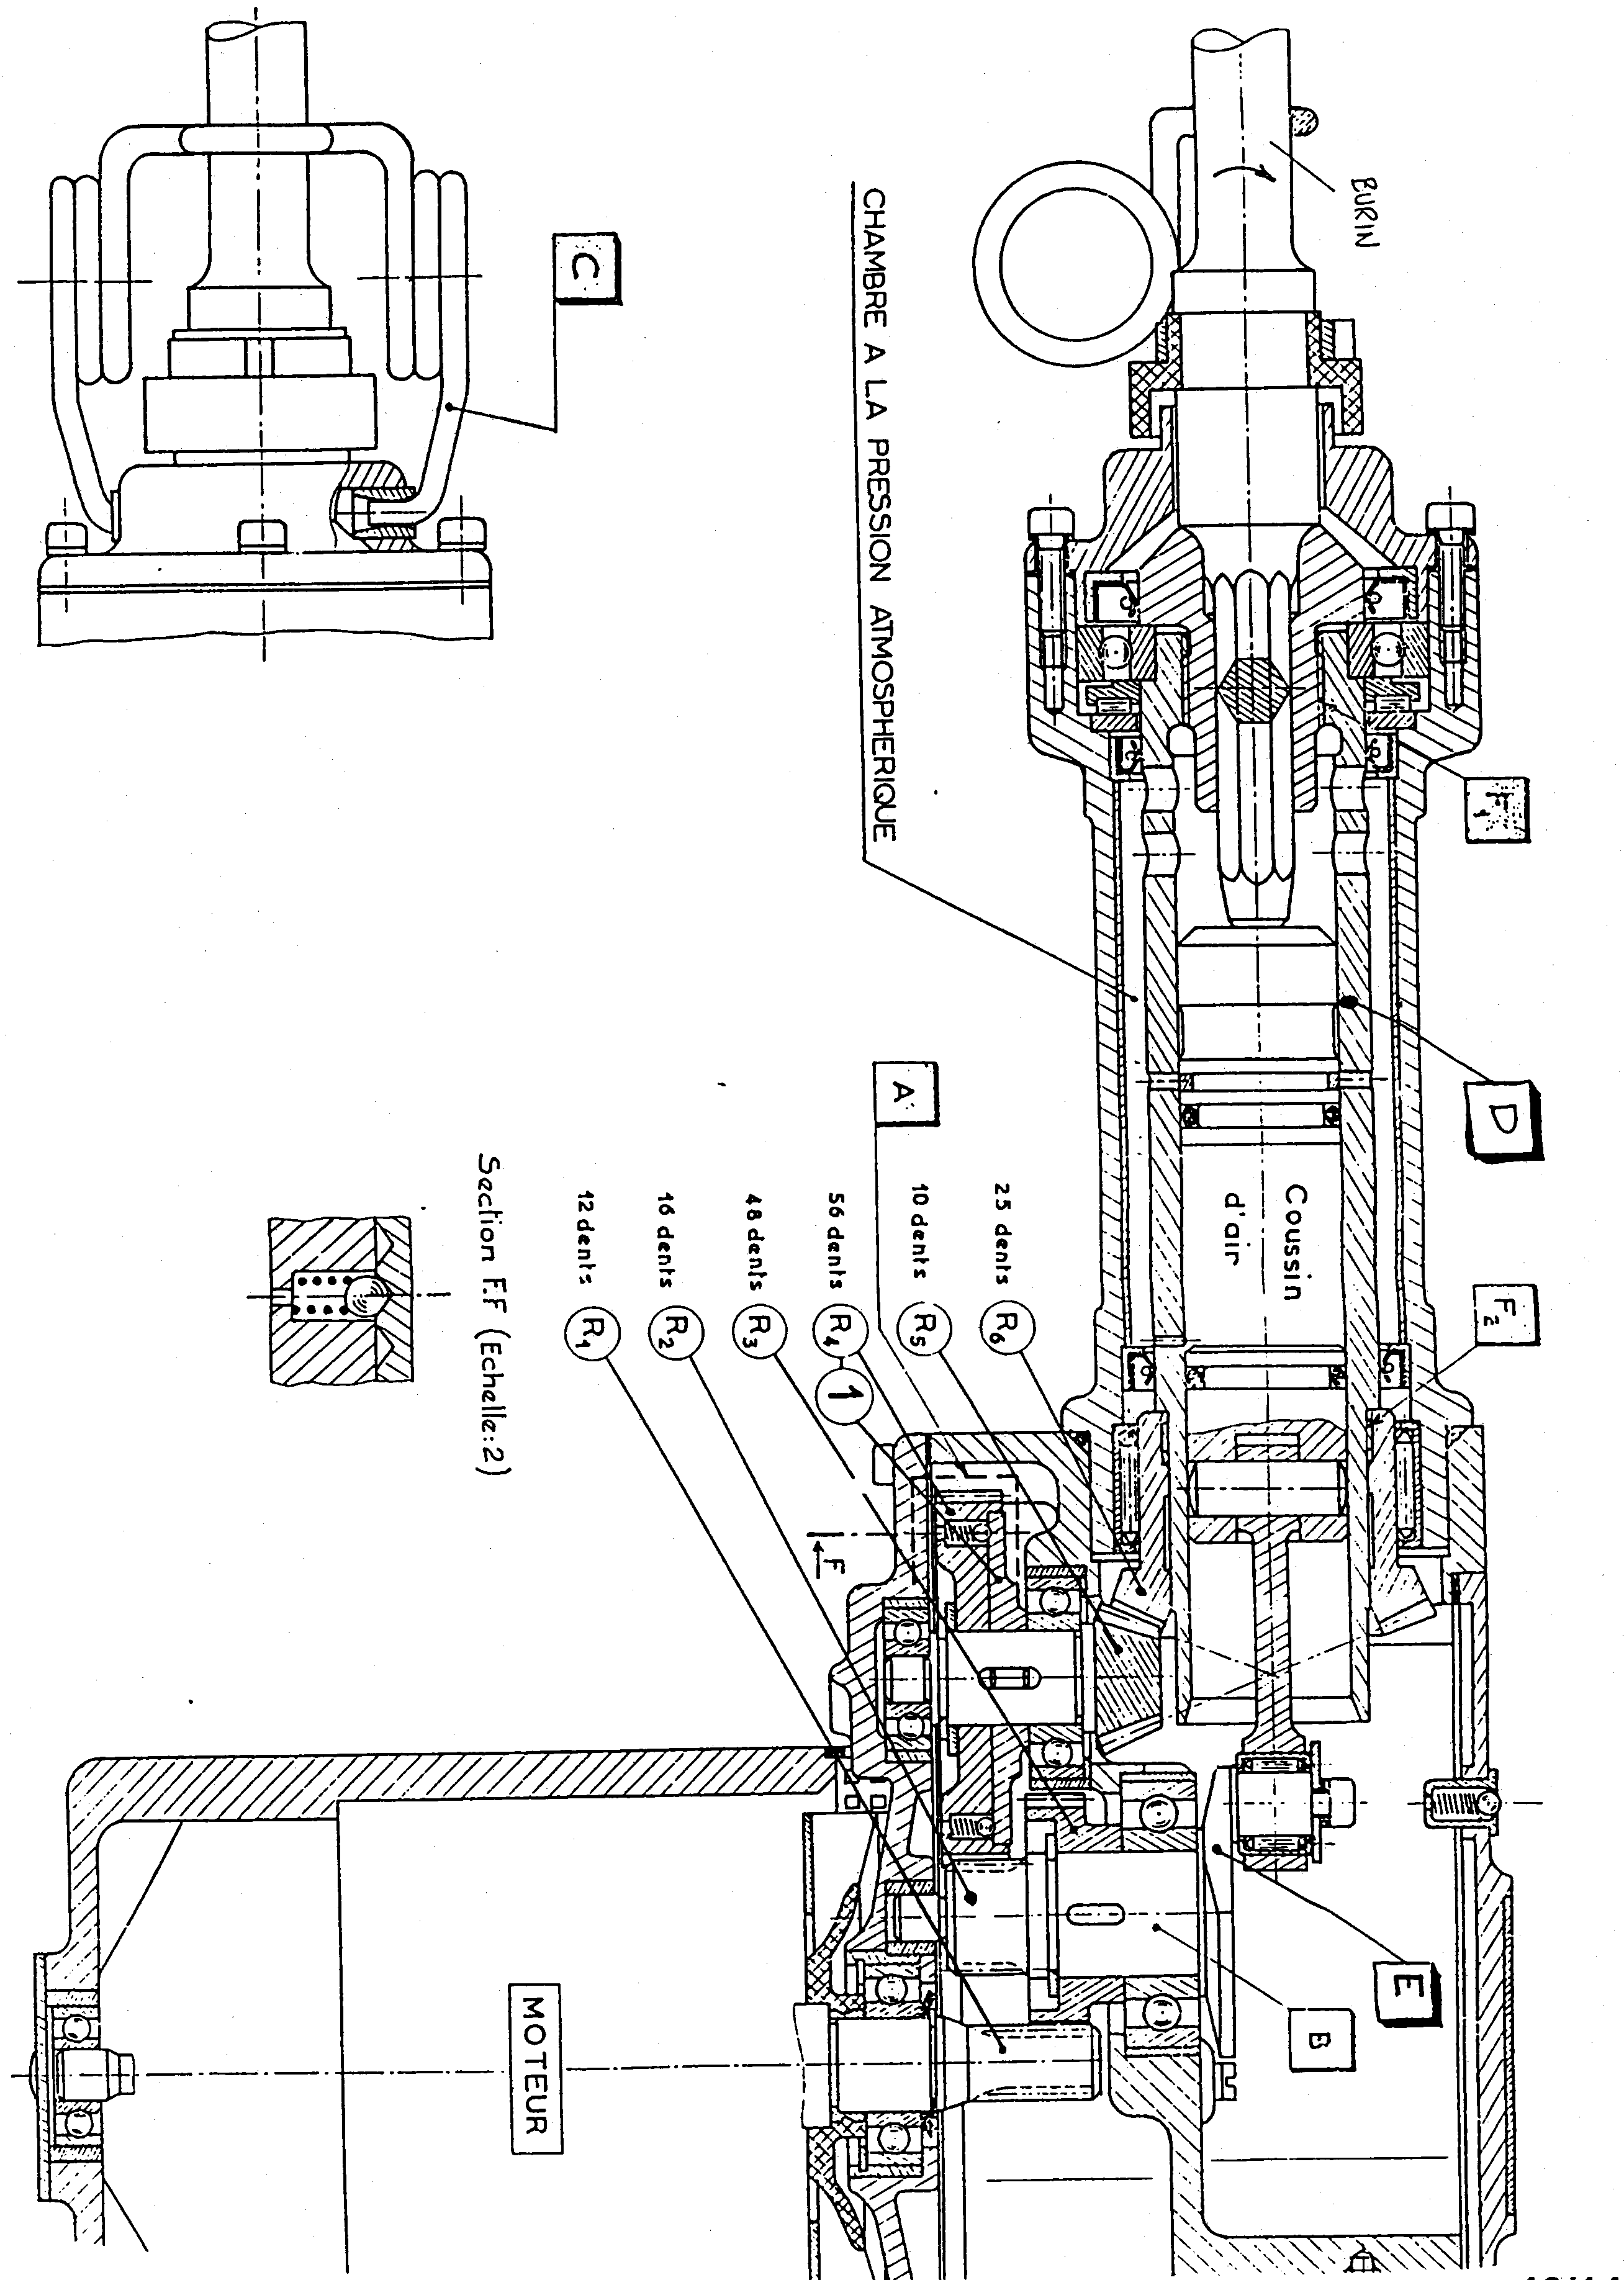 BURIN
C
CHAMBRE A LA PRESSION ATMOSPHERIQUE
F1
D
A
Coussin
d'air
F2
25 dents R6
10 dents R5
56 dents R4 1
48 dents R3
16 dents R2
12 dents R1
Section F.F (Echelle:2)
F
E
B
MOTEUR